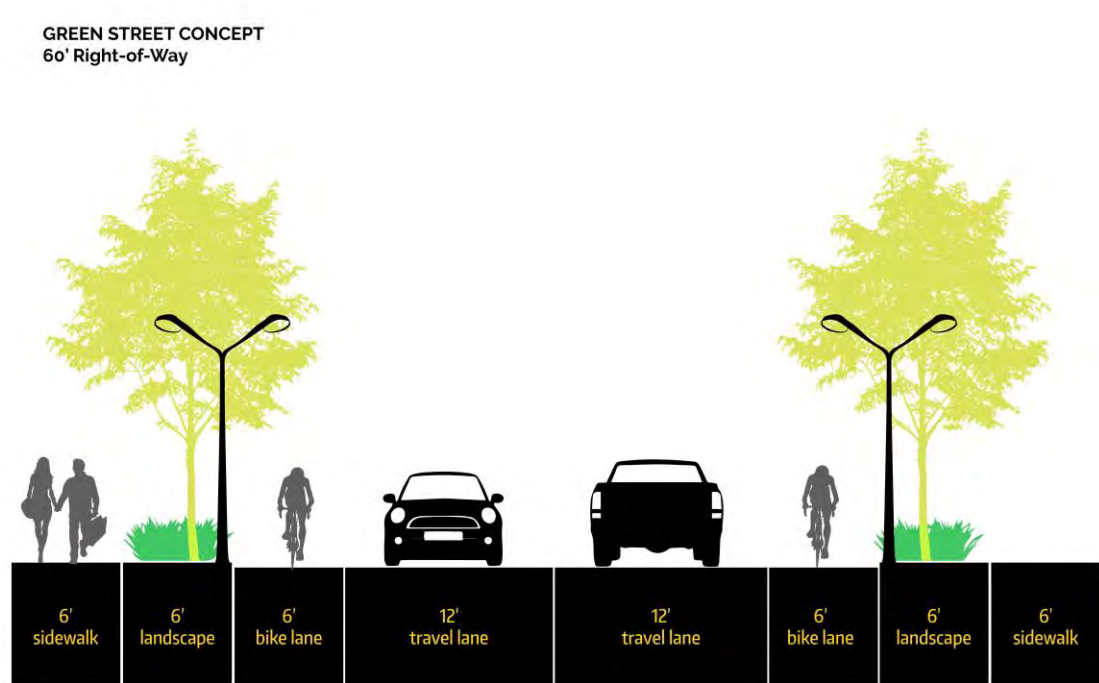 GREEN STREET CONCEPT
60' Right-of-Way
6'
sidewalk
6'
landscape
6'
bike lane
12'
travel lane
12'
travel lane
6'
bike lane
6'
landscape
6'
sidewalk